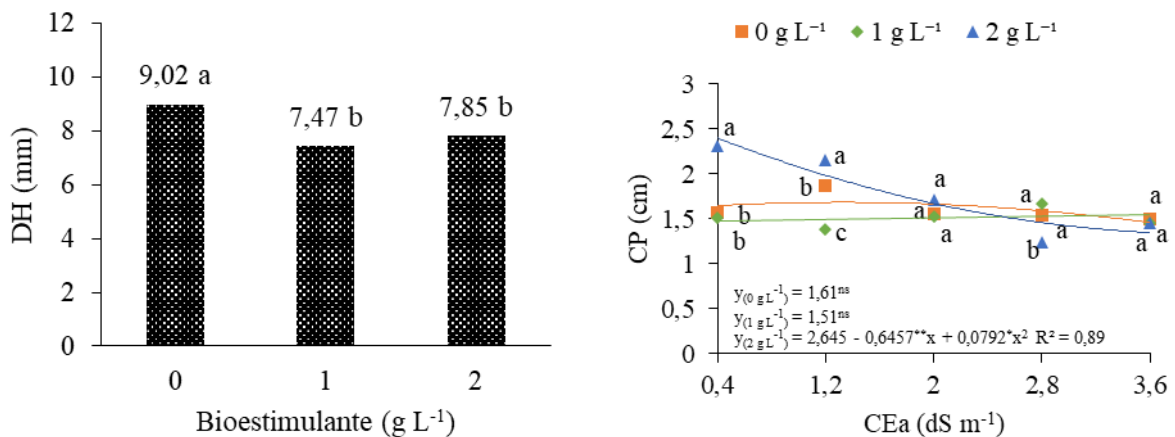 12
10
8
6
4
2
0
DH (mm)
9,02 a
7,47 b
7,85 b
0 1 2
Bioestimulante (g L⁻¹)
0 g L⁻¹ 1 g L⁻¹ 2 g L⁻¹
3
2,5
2
1,5
1
0,5
0
CP (cm)
a
a
b
b
b
c
a
a
a
a
a
b
a
a
a
y(0 g L⁻¹) = 1,61ⁿˢ
y(1 g L⁻¹) = 1,51ⁿˢ
y(2 g L⁻¹) = 2,645 - 0,6457**x + 0,0792*x² R² = 0,89
0,4 1,2 2 2,8 3,6
CEa (dS m⁻¹)